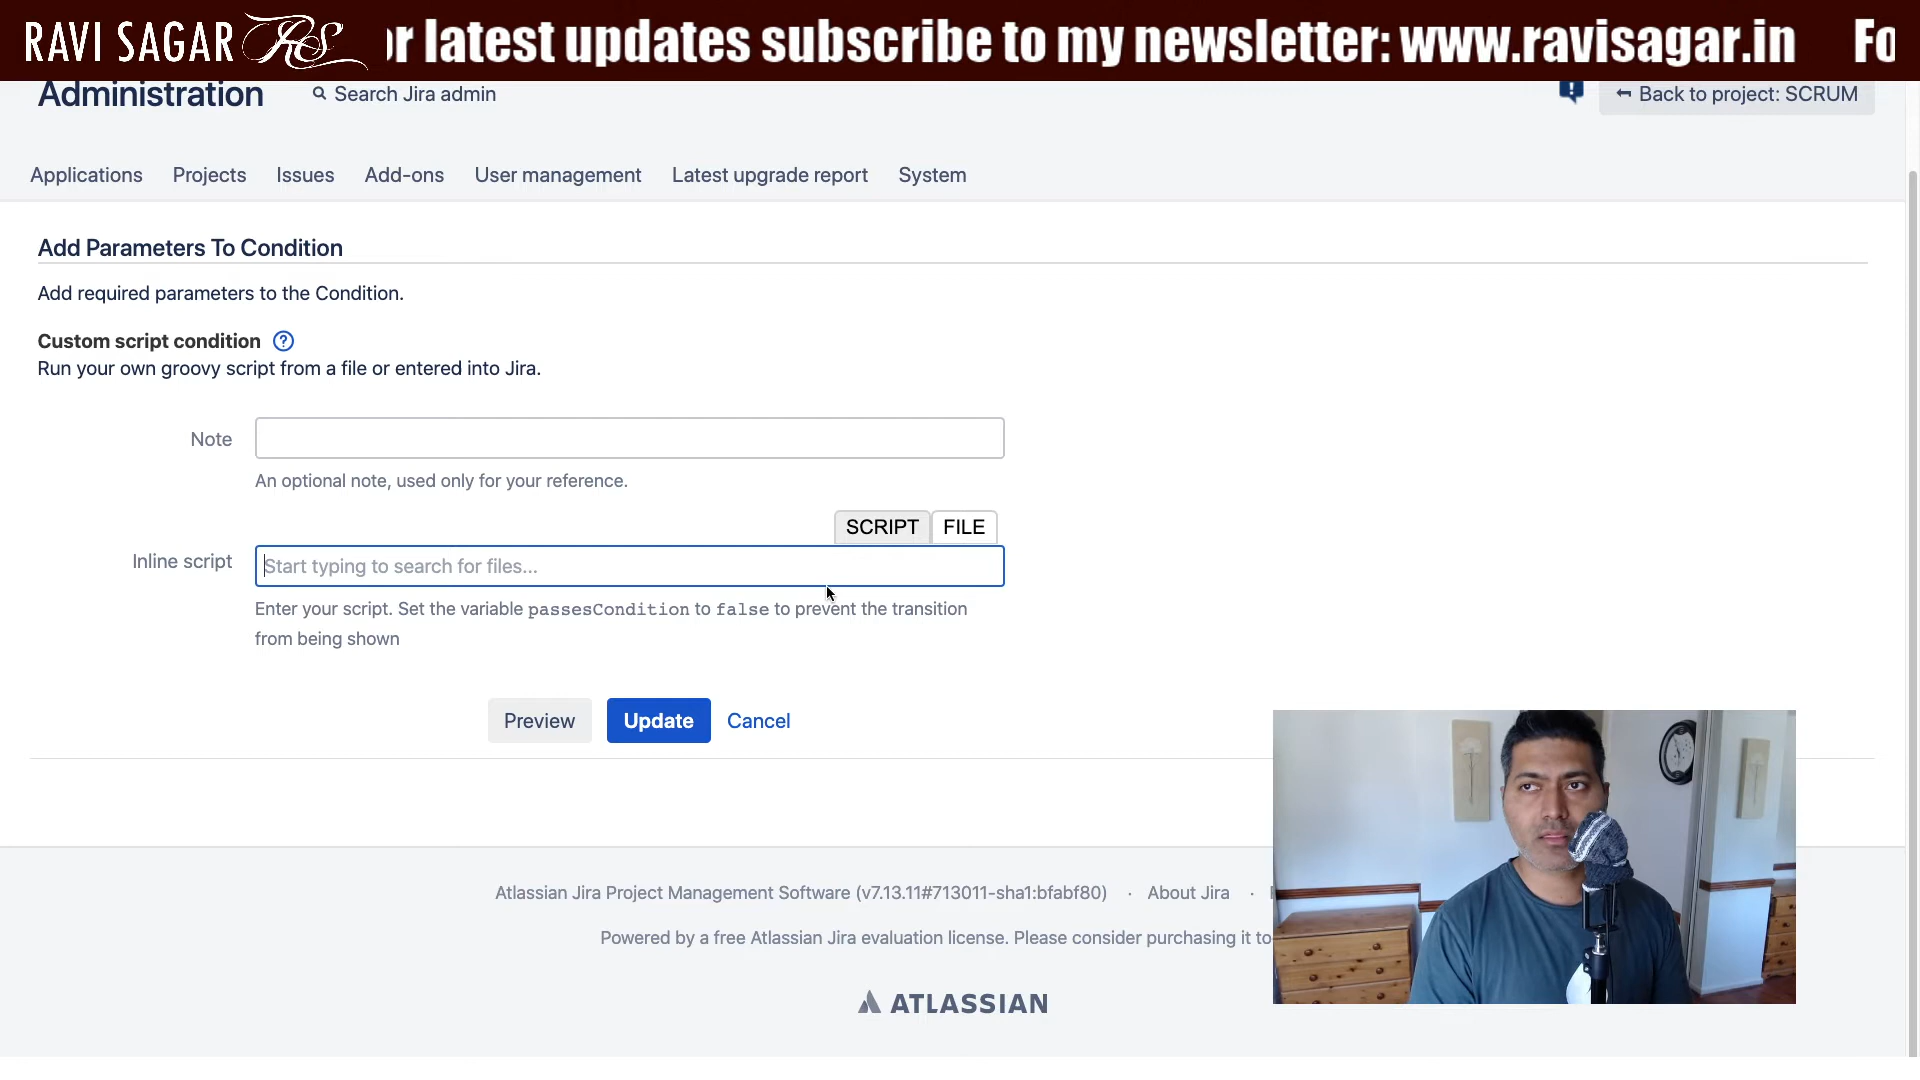 RAVI SAGAR RS
r latest updates subscribe to my newsletter: www.ravisagar.in Fo
Administration Search Jira admin Back to project: SCRUM
Applications Projects Issues Add-ons User management Latest upgrade report System
Add Parameters To Condition
Add required parameters to the Condition.
Custom script condition ?
Run your own groovy script from a file or entered into Jira.
Note
An optional note, used only for your reference.
SCRIPT FILE
Inline script Start typing to search for files...
Enter your script. Set the variable passesCondition to false to prevent the transition
from being shown
Preview Update Cancel
Atlassian Jira Project Management Software (v7.13.11#713011-sha1:bfabf80) · About Jira ·
Powered by a free Atlassian Jira evaluation license. Please consider purchasing it to
ATLASSIAN